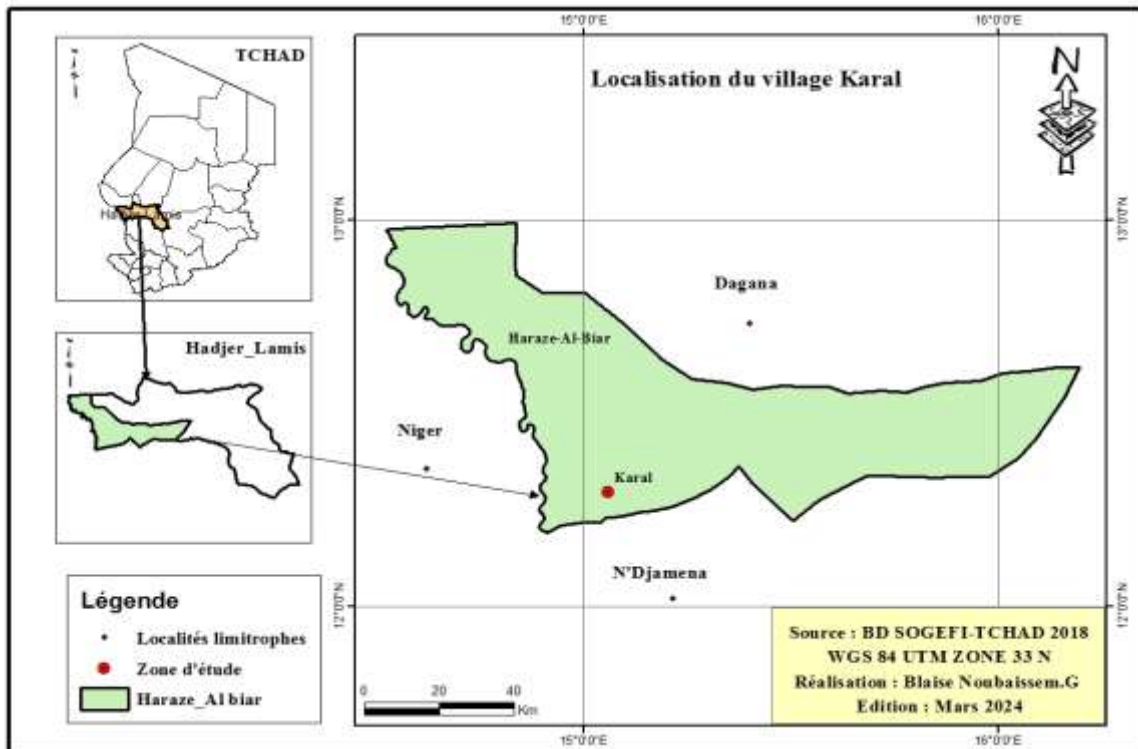 TCHAD
Hadjer_Lamis
Localisation du village Karal
N
15°0'0"E
16°0'0"E
13°0'0"N
13°0'0"N
Dagana
Haraze-Al-Biar
Hadjer_Lamis
Niger
Karal
N'Djamena
12°0'0"N
12°0'0"N
Légende
Localités limitrophes
Zone d'étude
Haraze_Al biar
0 20 40
Km
Source : BD SOGEFI-TCHAD 2018
WGS 84 UTM ZONE 33 N
Réalisation : Blaise Noubaissem.G
Edition : Mars 2024
15°0'0"E
16°0'0"E